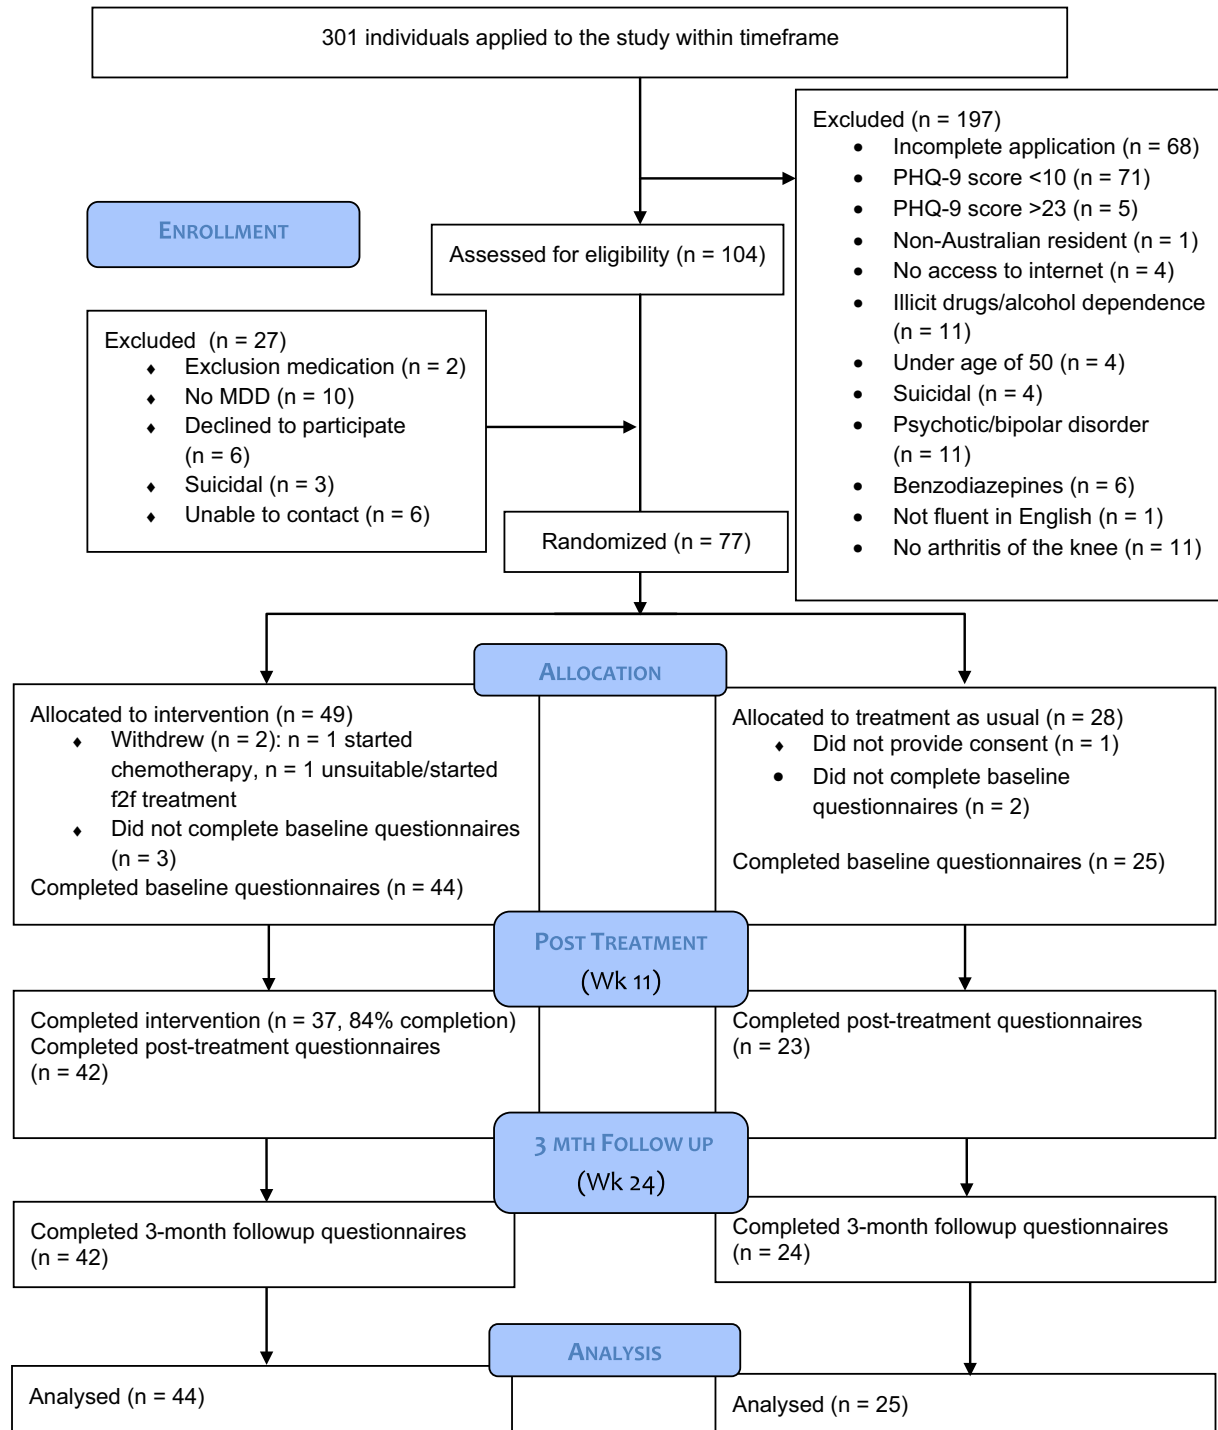 301 individuals applied to the study within timeframe
Excluded (n = 197)
• Incomplete application (n = 68)
• PHQ-9 score <10 (n = 71)
• PHQ-9 score >23 (n = 5)
• Non-Australian resident (n = 1)
• No access to internet (n = 4)
• Illicit drugs/alcohol dependence
(n = 11)
• Under age of 50 (n = 4)
• Suicidal (n = 4)
• Psychotic/bipolar disorder
(n = 11)
• Benzodiazepines (n = 6)
• Not fluent in English (n = 1)
• No arthritis of the knee (n = 11)
ENROLLMENT
Assessed for eligibility (n = 104)
Excluded (n = 27)
♦ Exclusion medication (n = 2)
♦ No MDD (n = 10)
♦ Declined to participate
(n = 6)
♦ Suicidal (n = 3)
♦ Unable to contact (n = 6)
Randomized (n = 77)
ALLOCATION
Allocated to intervention (n = 49)
♦ Withdrew (n = 2): n = 1 started
chemotherapy, n = 1 unsuitable/started
f2f treatment
♦ Did not complete baseline questionnaires
(n = 3)
Completed baseline questionnaires (n = 44)
Allocated to treatment as usual (n = 28)
♦ Did not provide consent (n = 1)
• Did not complete baseline
questionnaires (n = 2)
Completed baseline questionnaires (n = 25)
POST TREATMENT
(Wk 11)
Completed intervention (n = 37, 84% completion)
Completed post-treatment questionnaires
(n = 42)
Completed post-treatment questionnaires
(n = 23)
3 MTH FOLLOW UP
(Wk 24)
Completed 3-month followup questionnaires
(n = 42)
Completed 3-month followup questionnaires
(n = 24)
ANALYSIS
Analysed (n = 44)
Analysed (n = 25)